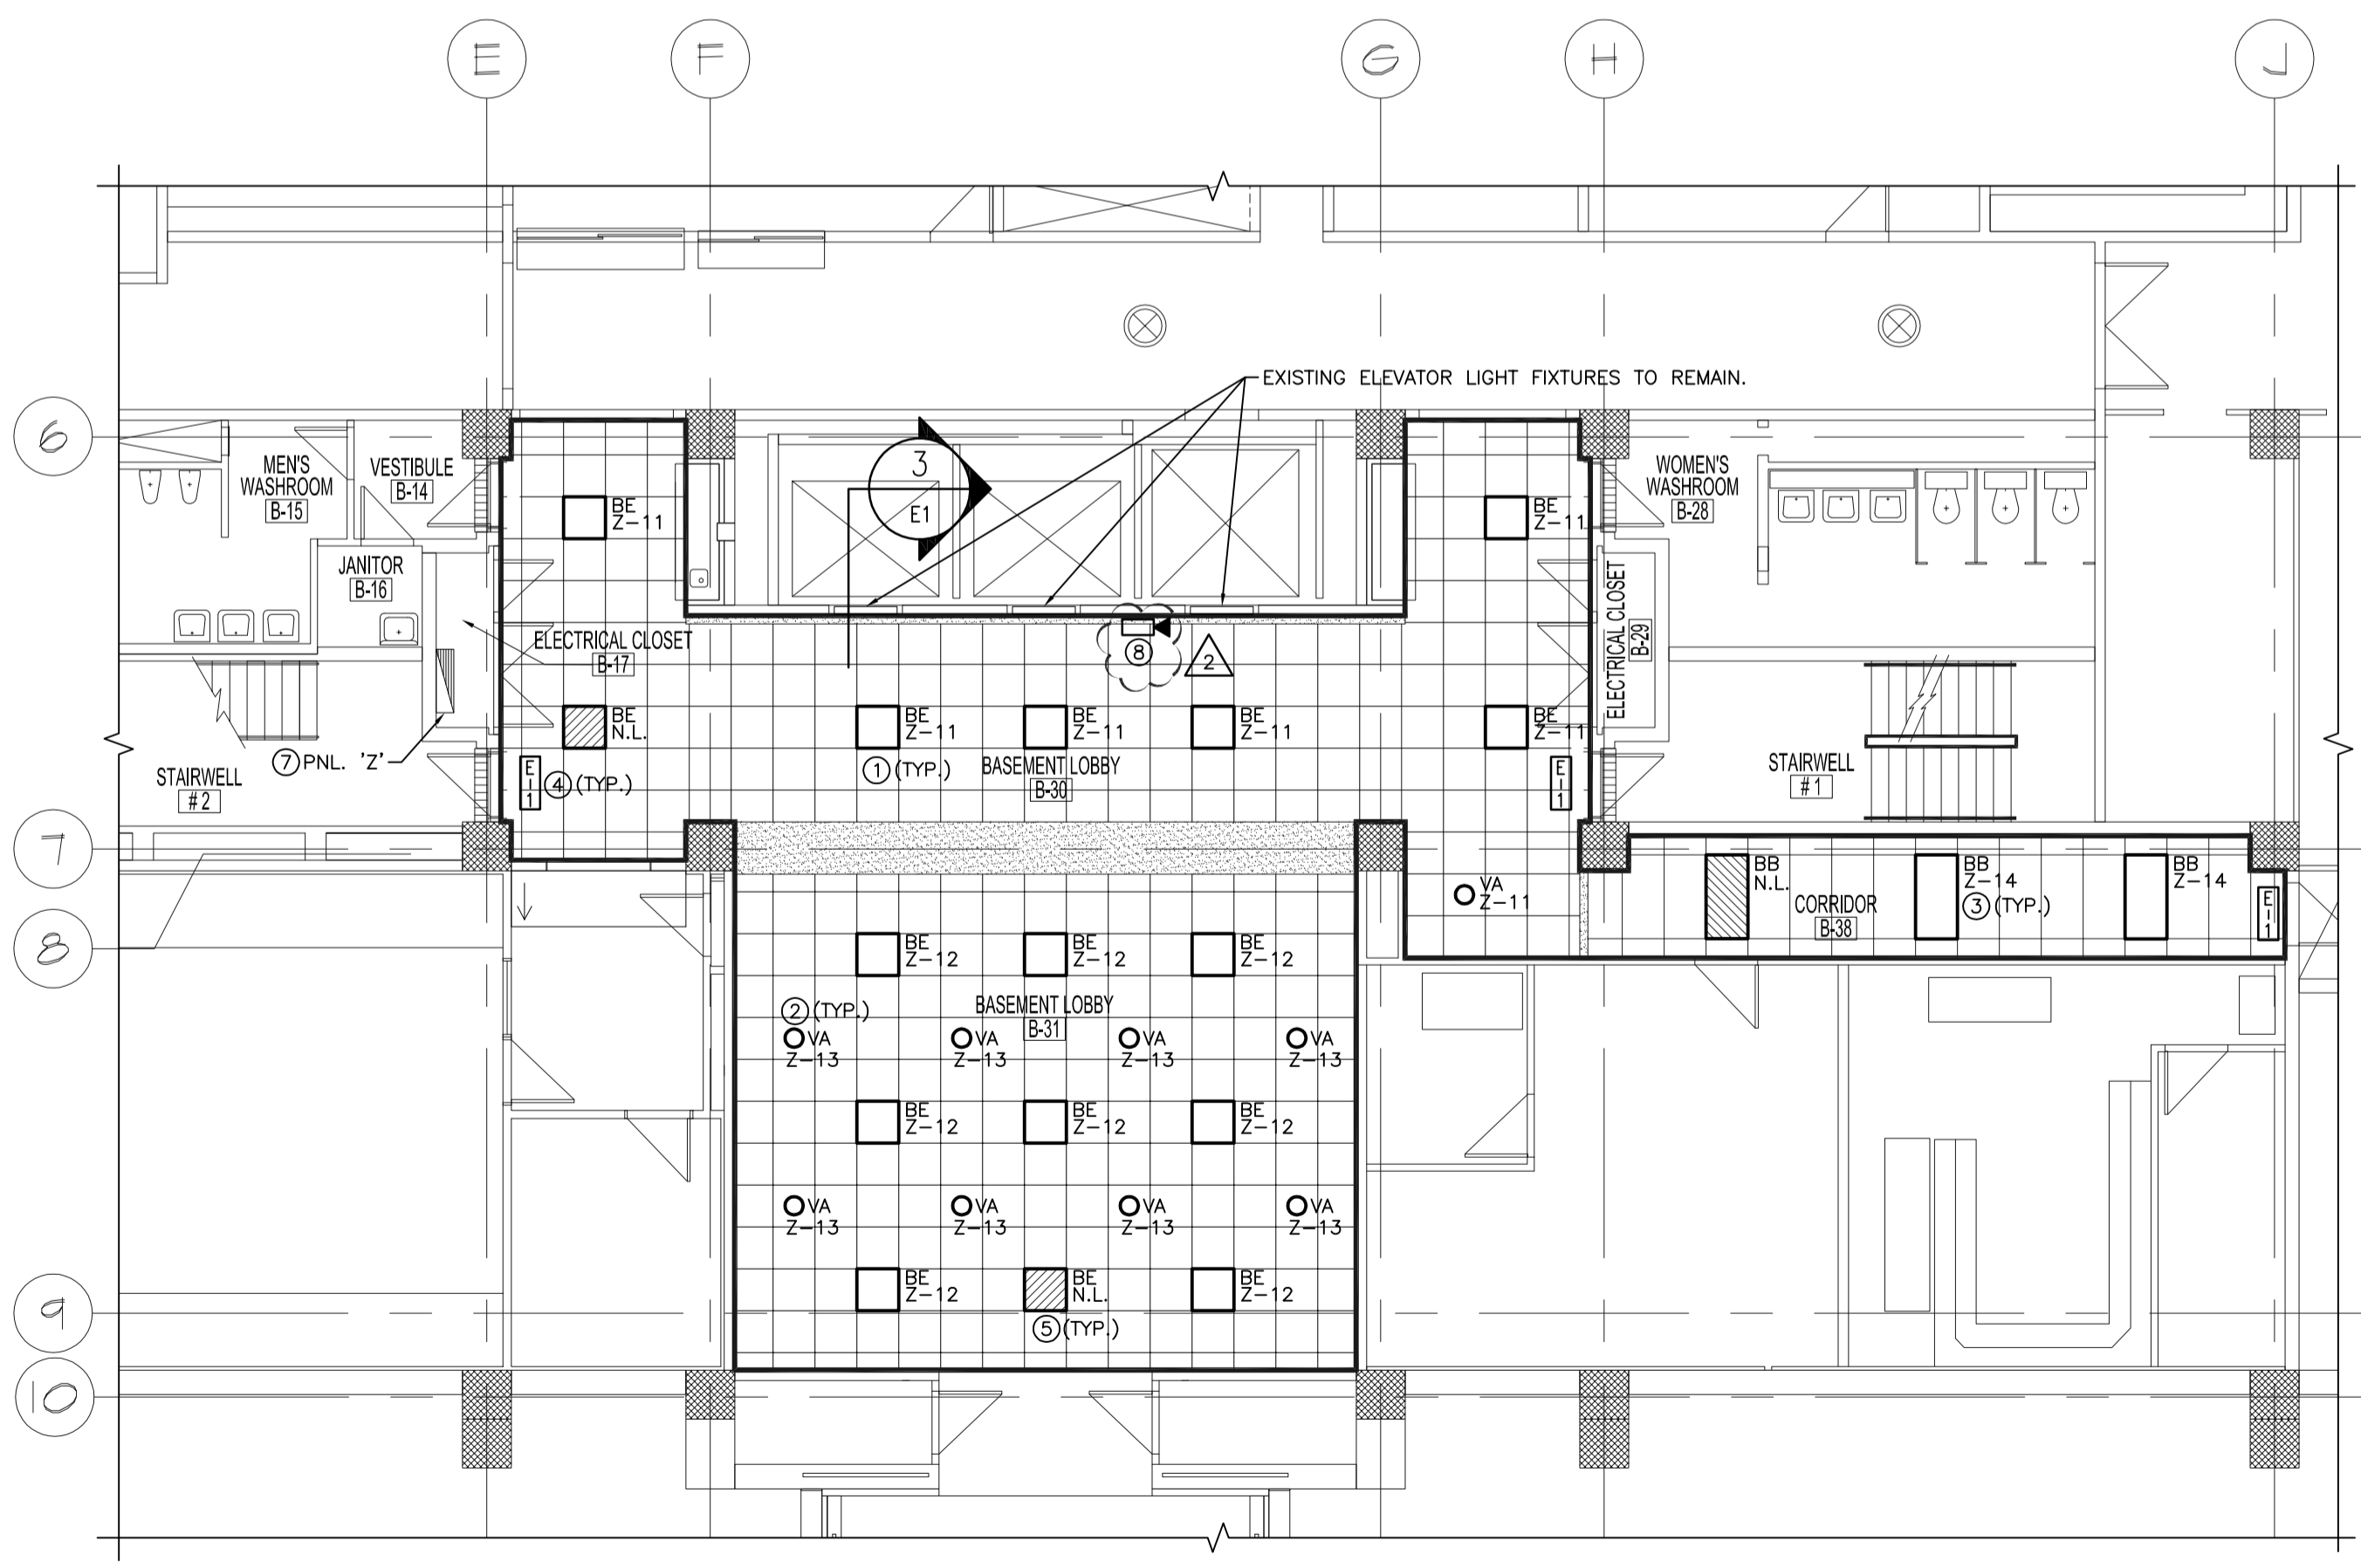 E
F
G
H
J
EXISTING ELEVATOR LIGHT FIXTURES TO REMAIN.
6
3
E1
MEN'S
WASHROOM
B-15
VESTIBULE
B-14
BE
Z-11
BE
Z-11
WOMEN'S
WASHROOM
B-28
JANITOR
B-16
ELECTRICAL CLOSET
B-17
ELECTRICAL CLOSET
B-29
8
2
BE
N.L.
BE
Z-11
BE
Z-11
BE
Z-11
BE
Z-11
7 PNL. 'Z'
STAIRWELL
#2
E11
4 (TYP.)
1 (TYP.)
BASEMENT LOBBY
B-30
E11
STAIRWELL
#1
7
BB
N.L.
BB
Z-14
3 (TYP.)
BB
Z-14
CORRIDOR
B-38
E11
VA
Z-11
8
BE
Z-12
BE
Z-12
BE
Z-12
2 (TYP.)
BASEMENT LOBBY
B-31
VA
Z-13
VA
Z-13
VA
Z-13
VA
Z-13
BE
Z-12
BE
Z-12
BE
Z-12
VA
Z-13
VA
Z-13
VA
Z-13
VA
Z-13
BE
Z-12
BE
N.L.
BE
Z-12
5 (TYP.)
9
10